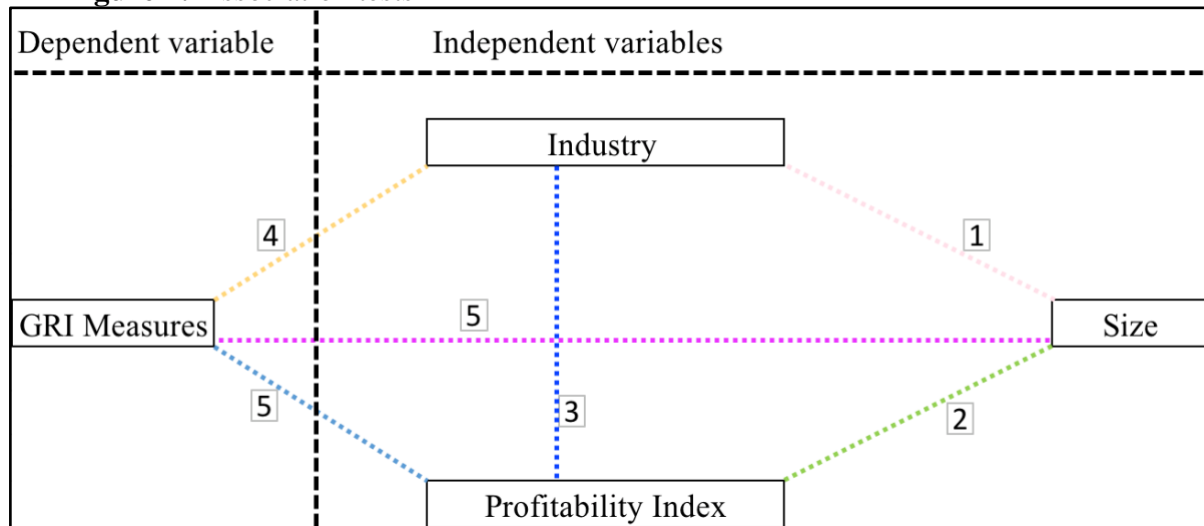 Dependent variable
Independent variables
Industry
4
1
GRI Measures
5
Size
5
3
2
Profitability Index